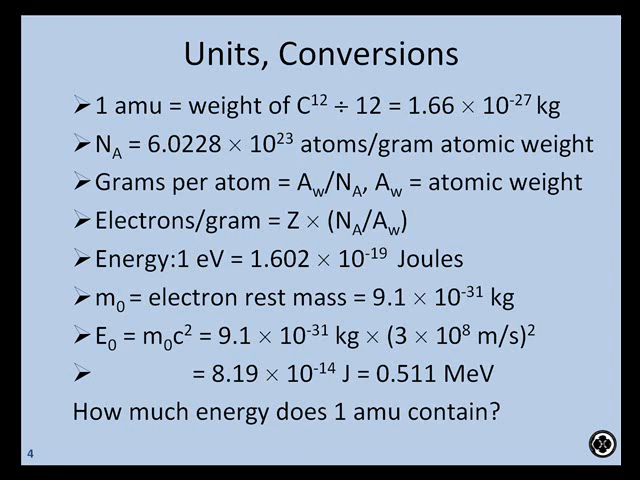 Units, Conversions
➢1 amu = weight of C¹² ÷ 12 = 1.66 × 10⁻²⁷ kg
➢N_A = 6.0228 × 10²³ atoms/gram atomic weight
➢Grams per atom = A_w/N_A, A_w = atomic weight
➢Electrons/gram = Z × (N_A/A_w)
➢Energy:1 eV = 1.602 × 10⁻¹⁹ Joules
➢m₀ = electron rest mass = 9.1 × 10⁻³¹ kg
➢E₀ = m₀c² = 9.1 × 10⁻³¹ kg × (3 × 10⁸ m/s)²
➢ = 8.19 × 10⁻¹⁴ J = 0.511 MeV
How much energy does 1 amu contain?
4